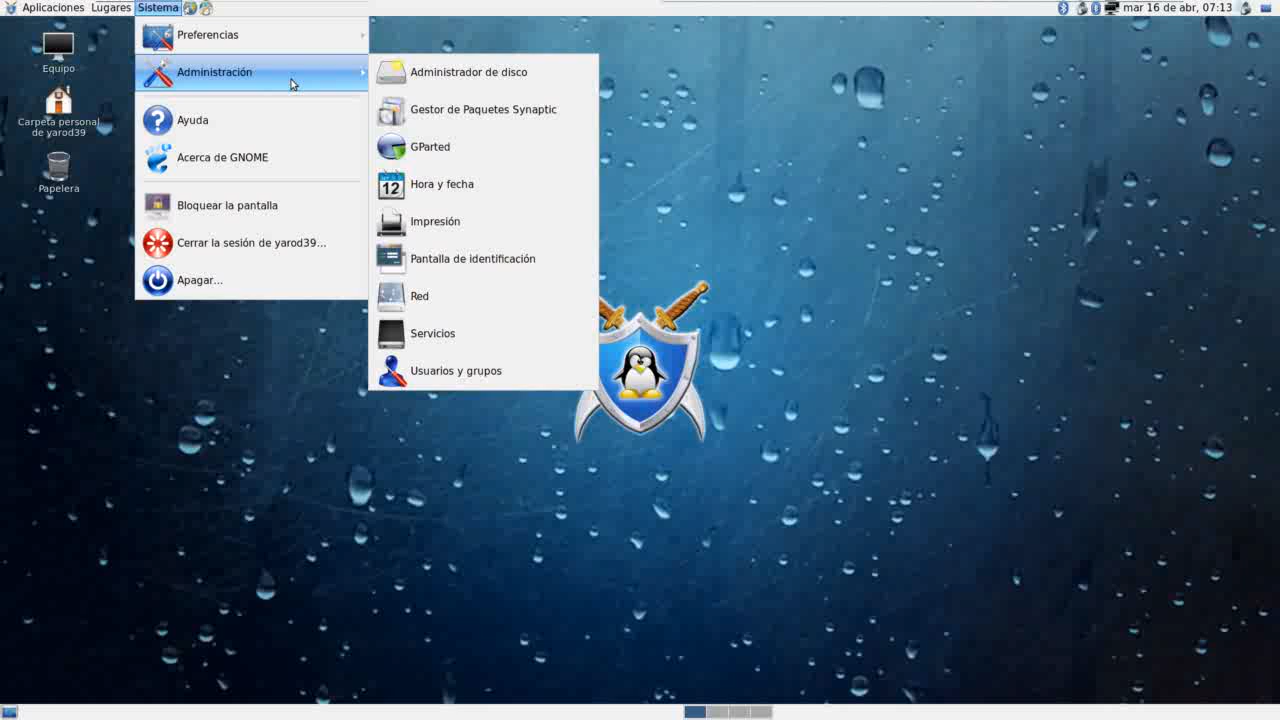 Aplicaciones Lugares Sistema
mar 16 de abr, 07:13
Equipo
Carpeta personal
de yarod39
Papelera
Preferencias
Administración
Ayuda
Acerca de GNOME
Bloquear la pantalla
Cerrar la sesión de yarod39...
Apagar...
Administrador de disco
Gestor de Paquetes Synaptic
GParted
12
Hora y fecha
Impresión
Pantalla de identificación
Red
Servicios
Usuarios y grupos